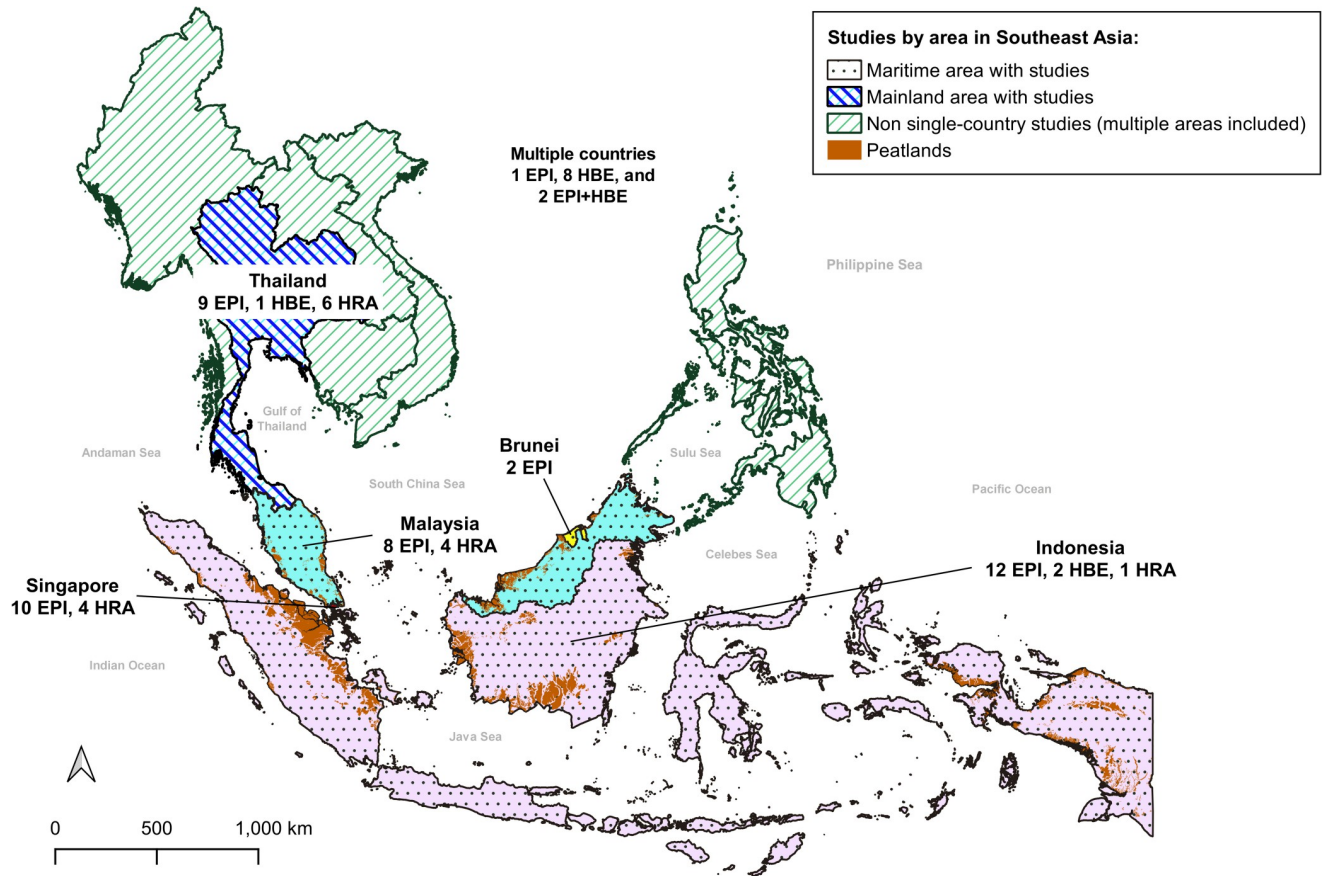 Studies by area in Southeast Asia:
Maritime area with studies
Mainland area with studies
Non single-country studies (multiple areas included)
Peatlands
Multiple countries
1 EPI, 8 HBE, and
2 EPI+HBE
Philippine Sea
Thailand
9 EPI, 1 HBE, 6 HRA
Gulf of
Thailand
Andaman Sea
Brunei
2 EPI
Sulu Sea
South China Sea
Pacific Ocean
Malaysia
8 EPI, 4 HRA
Celebes Sea
Indonesia
12 EPI, 2 HBE, 1 HRA
Singapore
10 EPI, 4 HRA
Indian Ocean
Java Sea
0 500 1,000 km